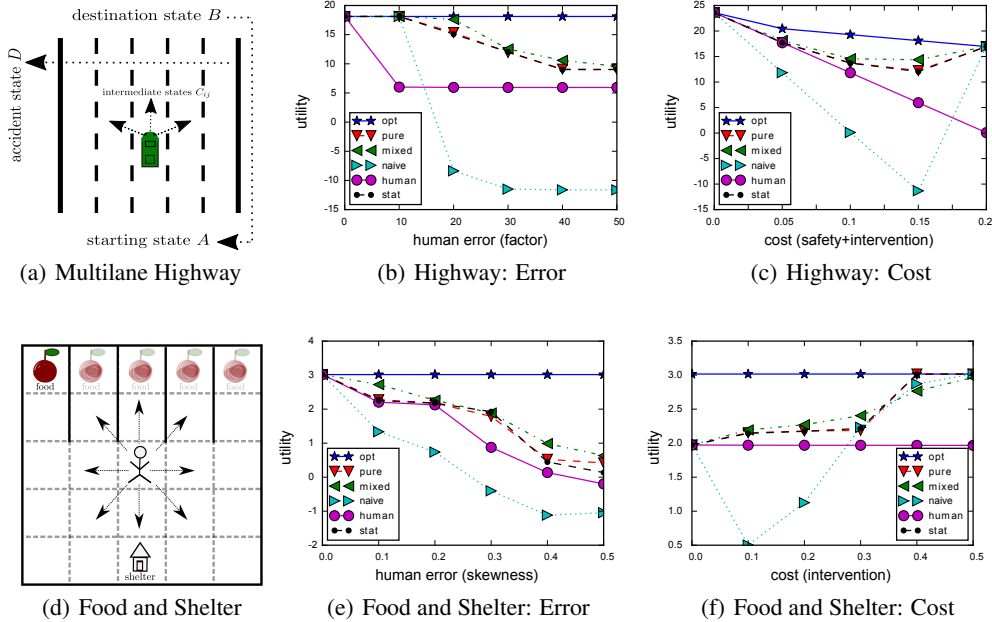 destination state B
accident state D
intermediate states Cij
starting state A
(a) Multilane Highway
utility
20
15
10
5
0
-5
-10
-15
opt
pure
mixed
naive
human
stat
0 10 20 30 40 50
human error (factor)
(b) Highway: Error
utility
25
20
15
10
5
0
-5
-10
-15
opt
pure
mixed
naive
human
stat
0.0 0.05 0.1 0.15 0.2
cost (safety+intervention)
(c) Highway: Cost
food food food food food
shelter
(d) Food and Shelter
utility
4
3
2
1
0
-1
-2
opt
pure
mixed
naive
human
stat
0.0 0.1 0.2 0.3 0.4 0.5
human error (skewness)
(e) Food and Shelter: Error
utility
3.5
3.0
2.5
2.0
1.5
1.0
0.5
opt
pure
mixed
naive
human
stat
0.0 0.1 0.2 0.3 0.4 0.5
cost (intervention)
(f) Food and Shelter: Cost